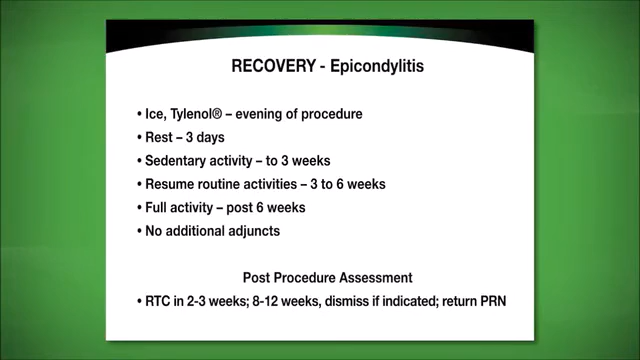 RECOVERY - Epicondylitis
• Ice, Tylenol® – evening of procedure
• Rest – 3 days
• Sedentary activity – to 3 weeks
• Resume routine activities – 3 to 6 weeks
• Full activity – post 6 weeks
• No additional adjuncts
Post Procedure Assessment
• RTC in 2-3 weeks; 8-12 weeks, dismiss if indicated; return PRN